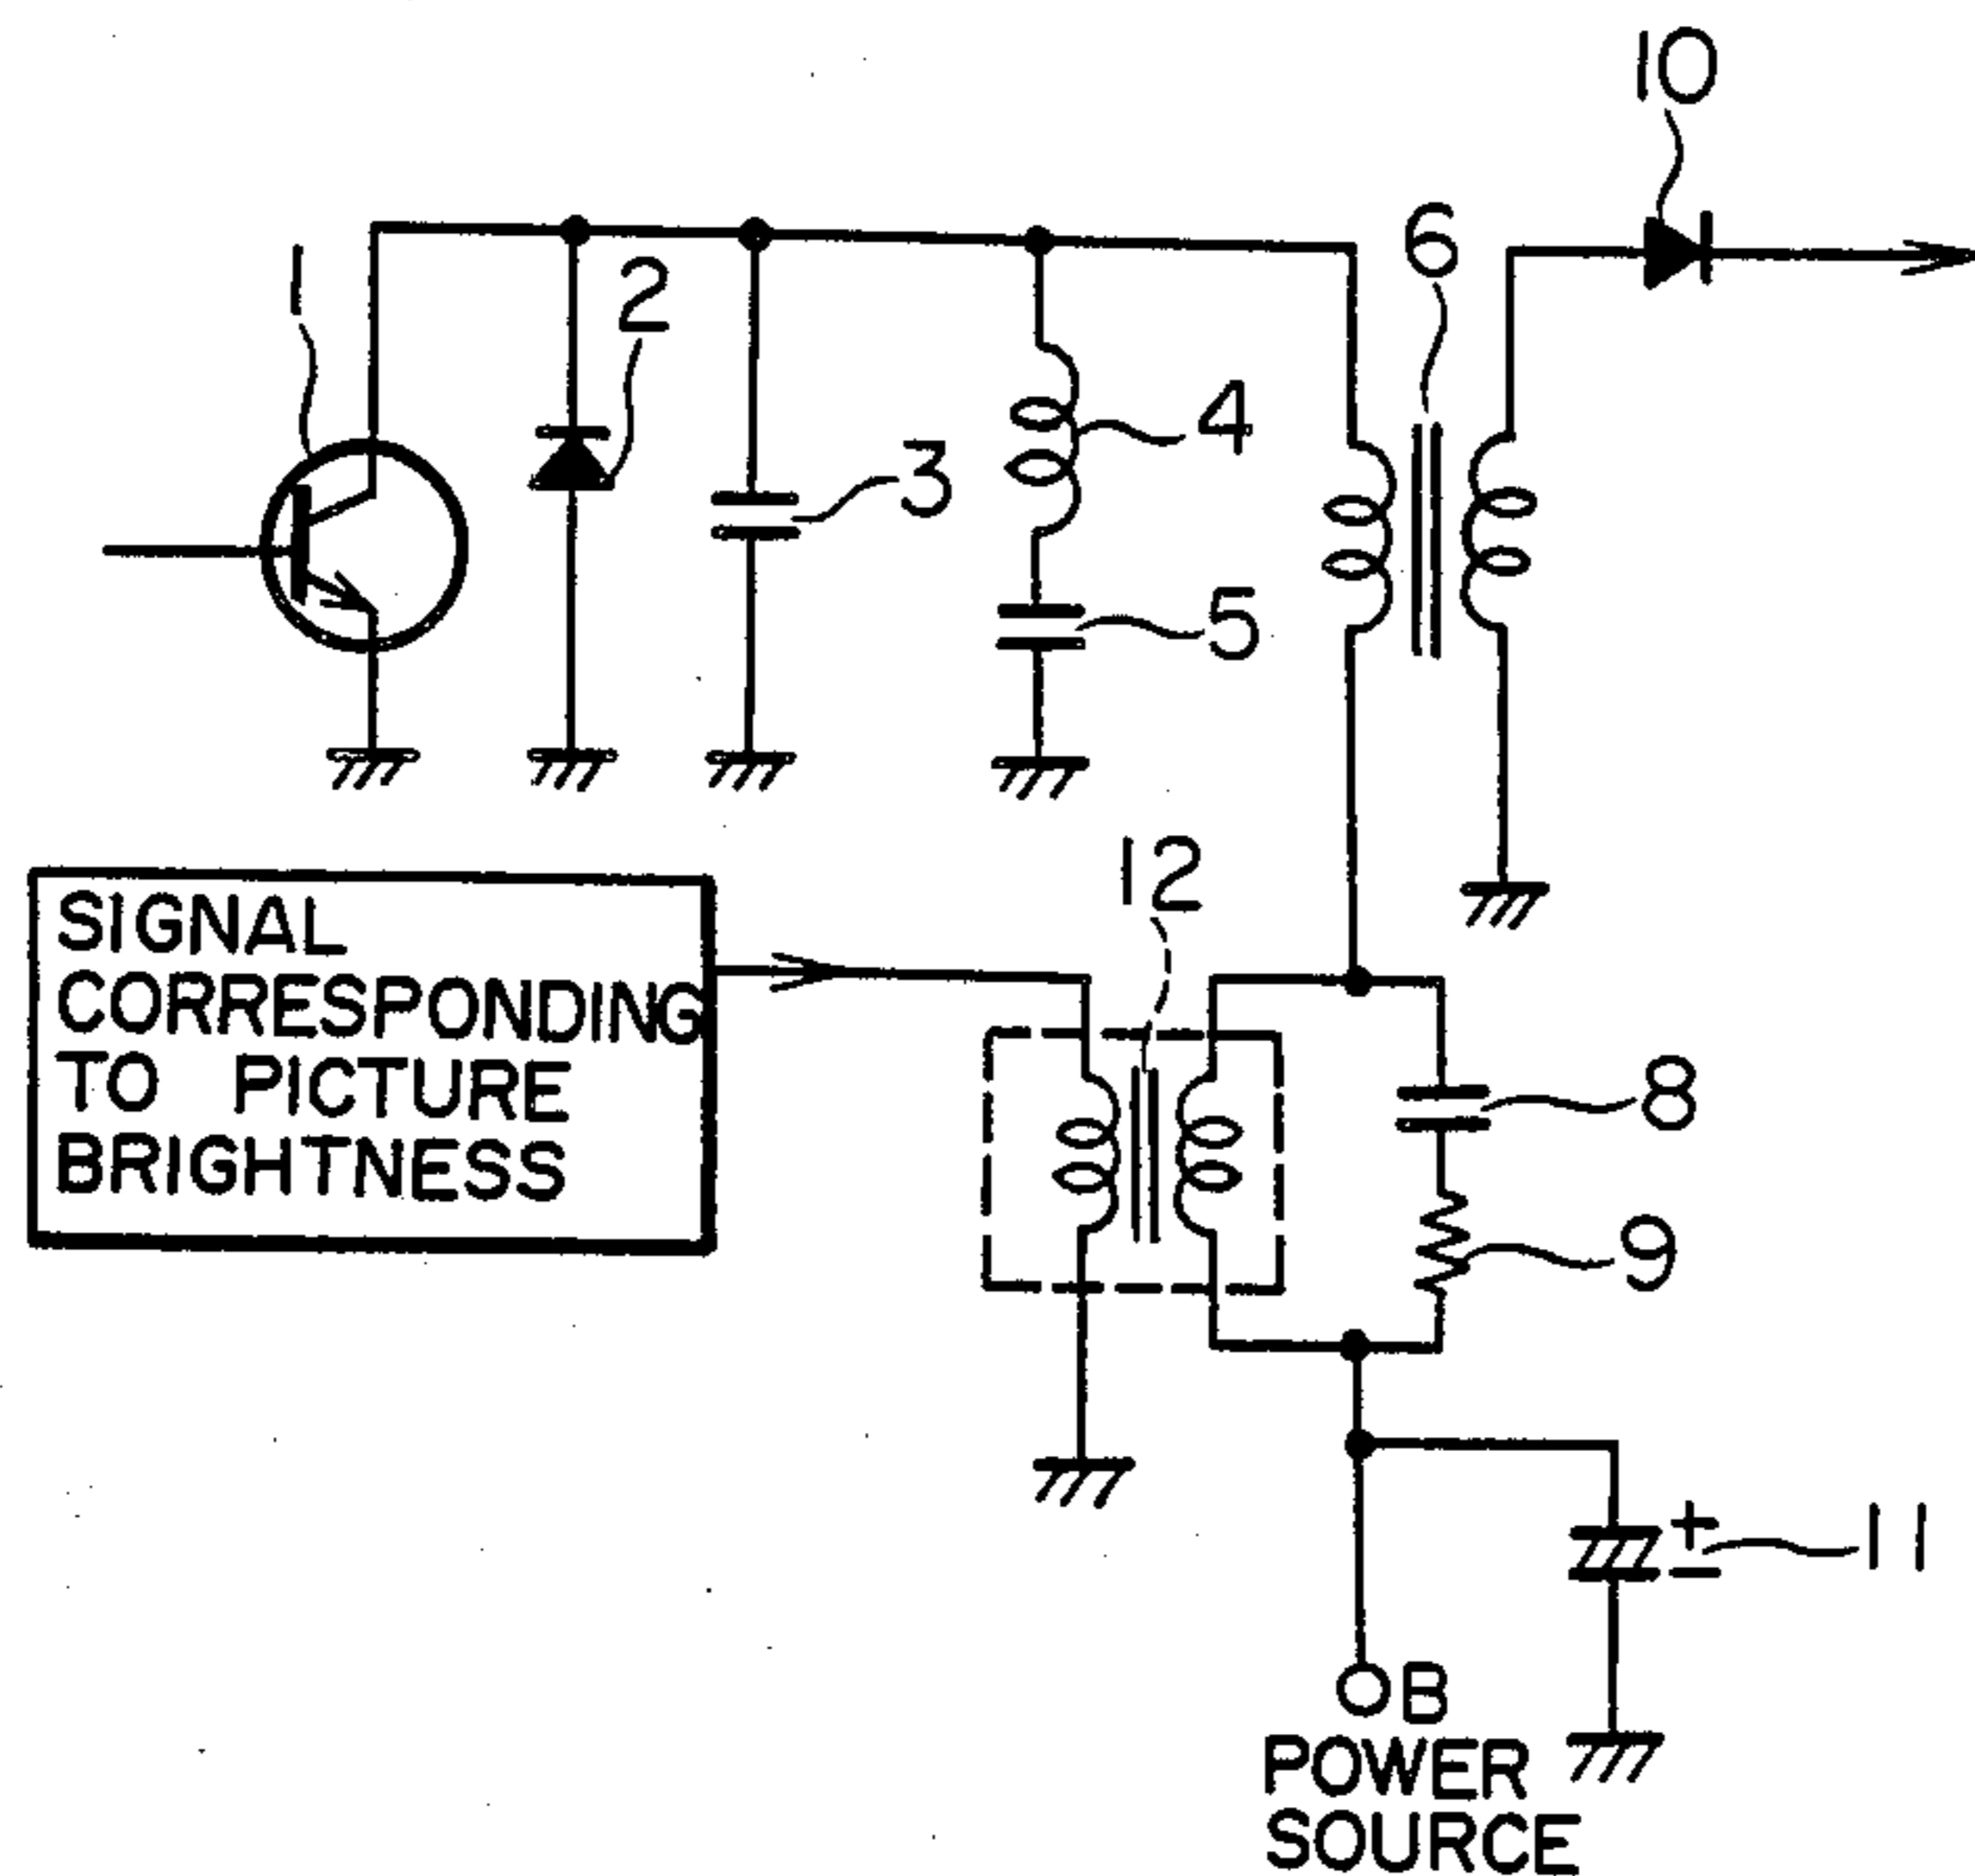 10
6
1
2
4
3
5
12
SIGNAL
CORRESPONDING
TO PICTURE
BRIGHTNESS
8
9
+
−
11
B
POWER
SOURCE